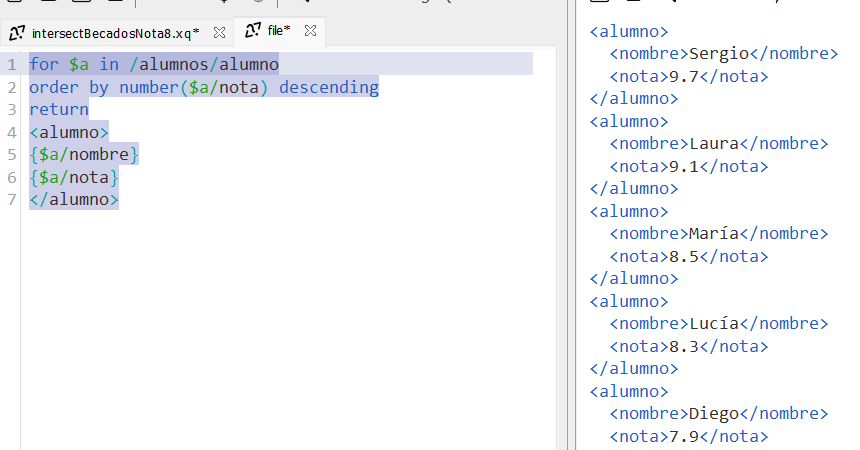 intersectBecadosNota8.xq*
file*
1 for $a in /alumnos/alumno
2 order by number($a/nota) descending
3 return
4 <alumno>
5 {$a/nombre}
6 {$a/nota}
7 </alumno>
<alumno>
<nombre>Sergio</nombre>
<nota>9.7</nota>
</alumno>
<alumno>
<nombre>Laura</nombre>
<nota>9.1</nota>
</alumno>
<alumno>
<nombre>María</nombre>
<nota>8.5</nota>
</alumno>
<alumno>
<nombre>Lucía</nombre>
<nota>8.3</nota>
</alumno>
<alumno>
<nombre>Diego</nombre>
<nota>7.9</nota>